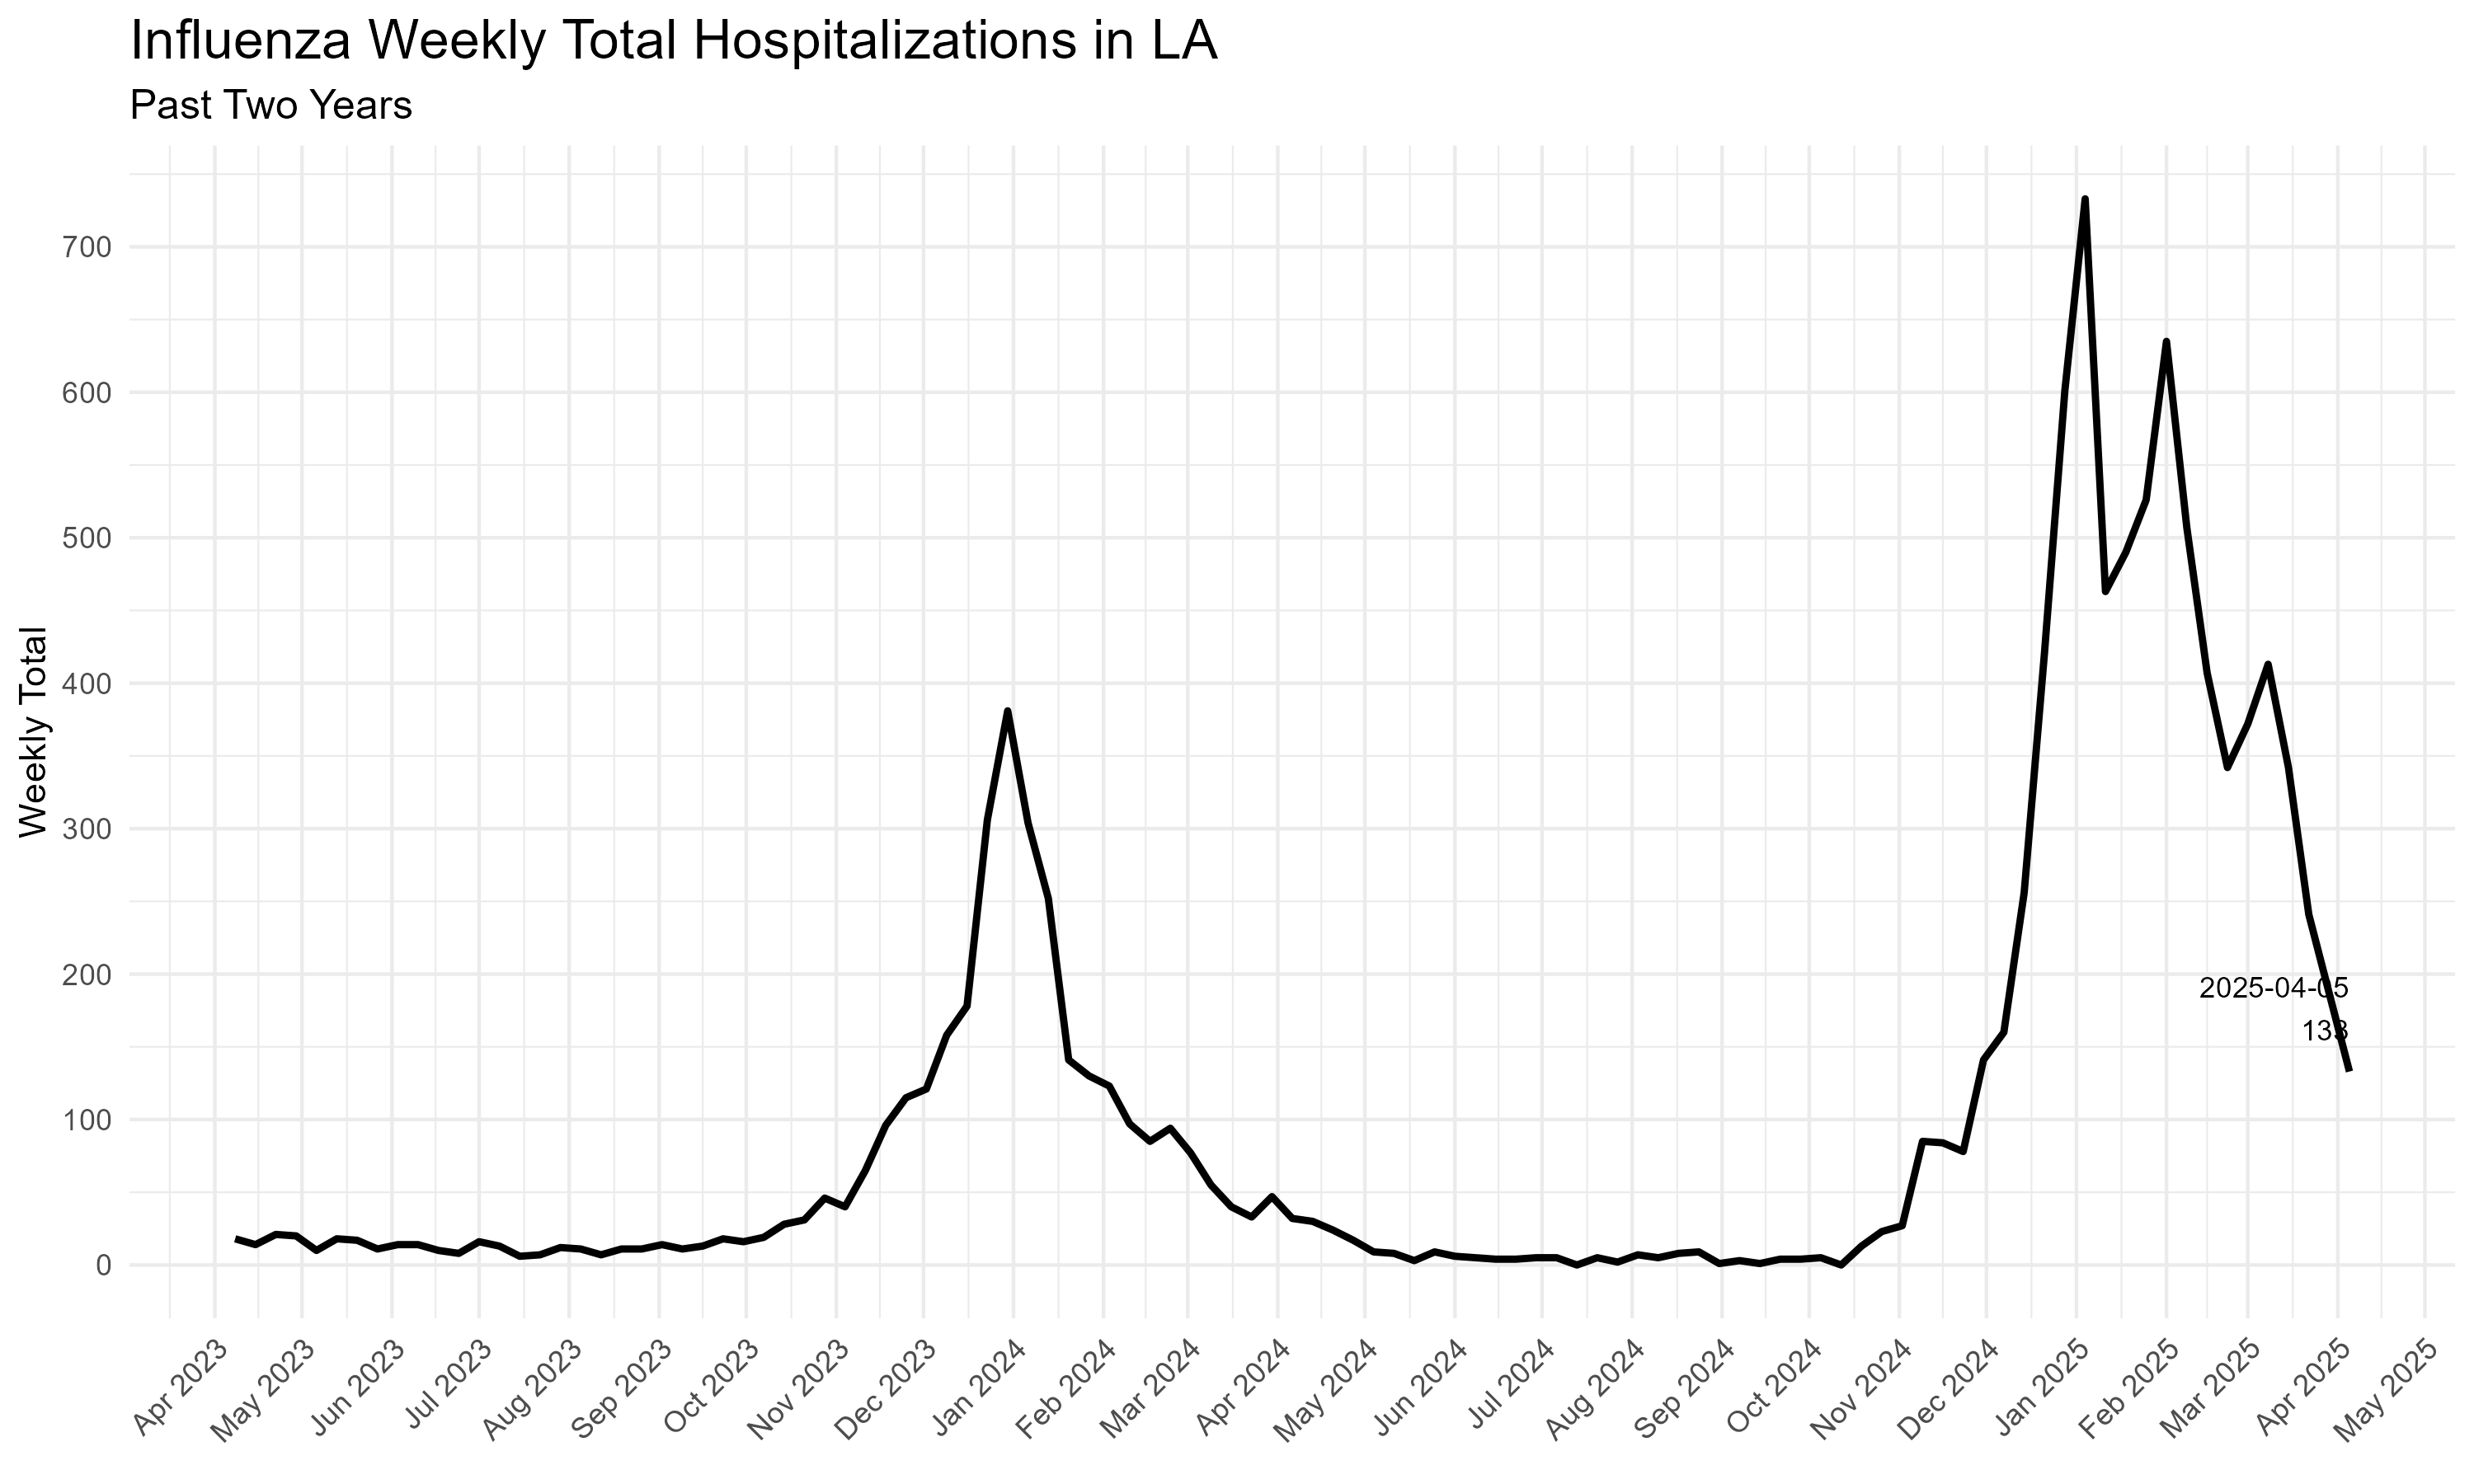 Influenza Weekly Total Hospitalizations in LA
Past Two Years
Weekly Total
700
600
500
400
300
200
100
0
2025-04-05
133
Apr 2023
May 2023
Jun 2023
Jul 2023
Aug 2023
Sep 2023
Oct 2023
Nov 2023
Dec 2023
Jan 2024
Feb 2024
Mar 2024
Apr 2024
May 2024
Jun 2024
Jul 2024
Aug 2024
Sep 2024
Oct 2024
Nov 2024
Dec 2024
Jan 2025
Feb 2025
Mar 2025
Apr 2025
May 2025